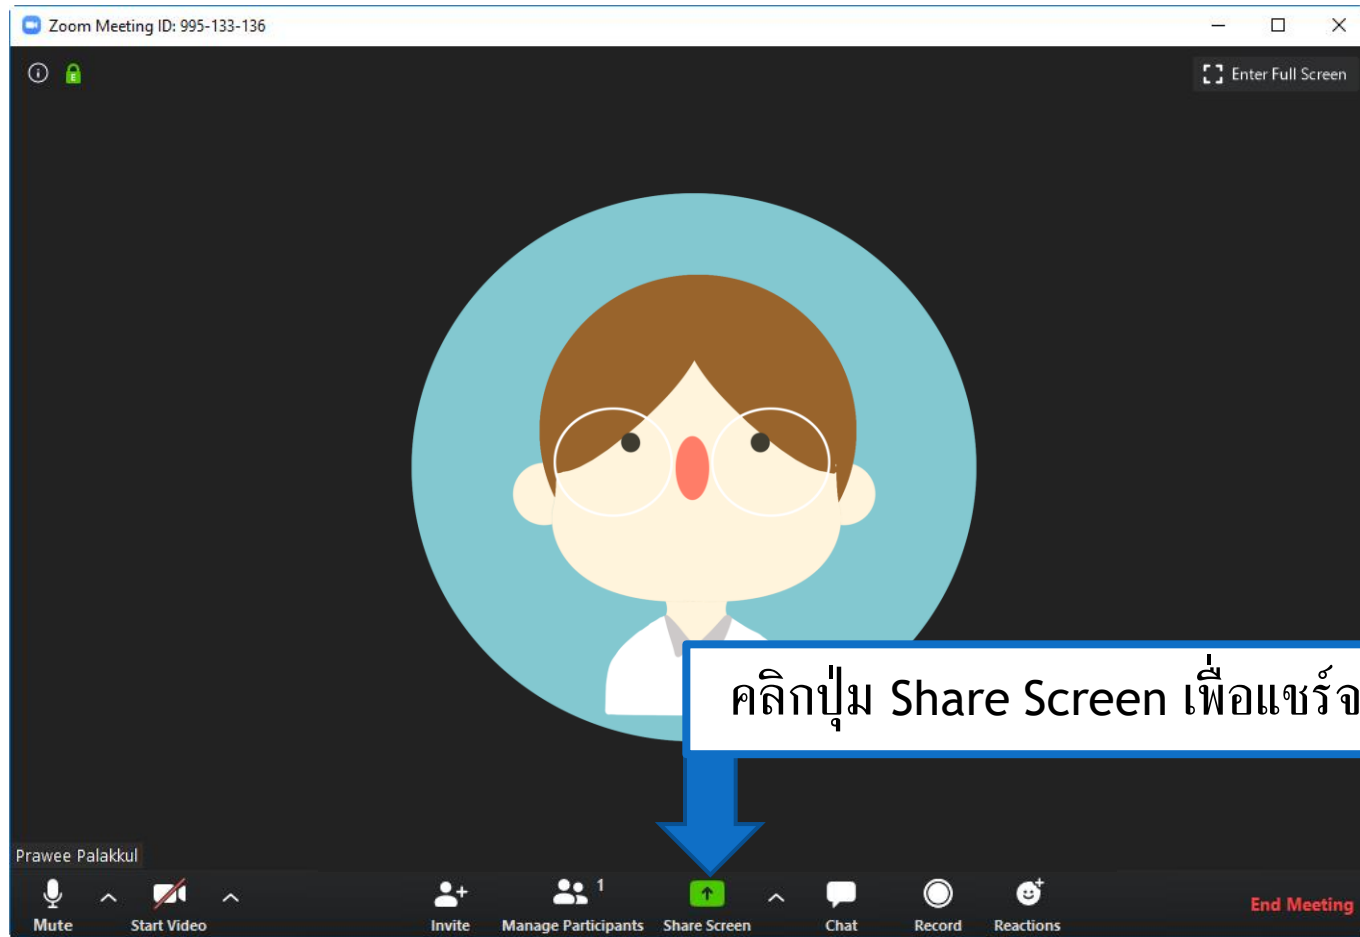 Zoom Meeting ID: 995-133-136
Enter Full Screen
คลิกปุ่ม Share Screen เพื่อแชร์จ
Prawee Palakkul
1
Mute Start Video Invite Manage Participants Share Screen Chat Record Reactions End Meeting